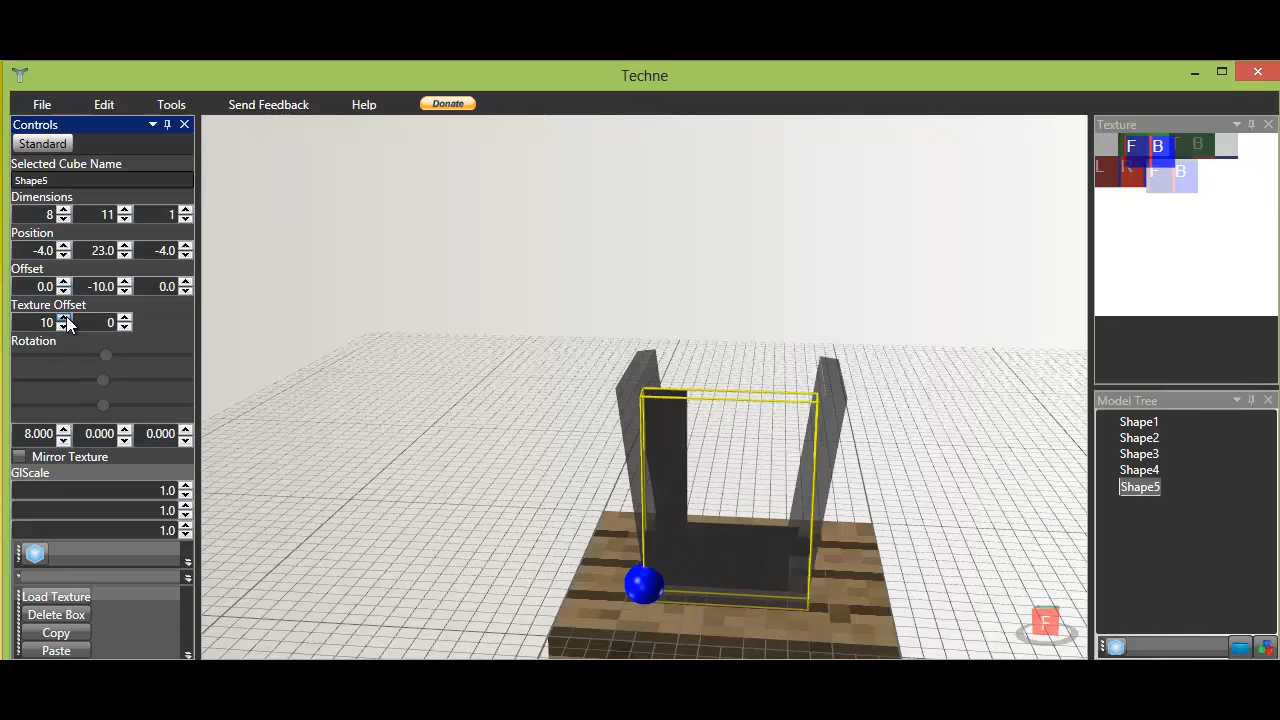 Techne
File Edit Tools Send Feedback Help Donate
Controls
Standard
Selected Cube Name
Shape5
Dimensions
8 11 1
Position
-4.0 23.0 -4.0
Offset
0.0 -10.0 0.0
Texture Offset
10 0
Rotation
8.000 0.000 0.000
Mirror Texture
GlScale
1.0
1.0
1.0
Load Texture
Delete Box
Copy
Paste
F
Texture
F B B
L R F B
Model Tree
Shape1
Shape2
Shape3
Shape4
Shape5